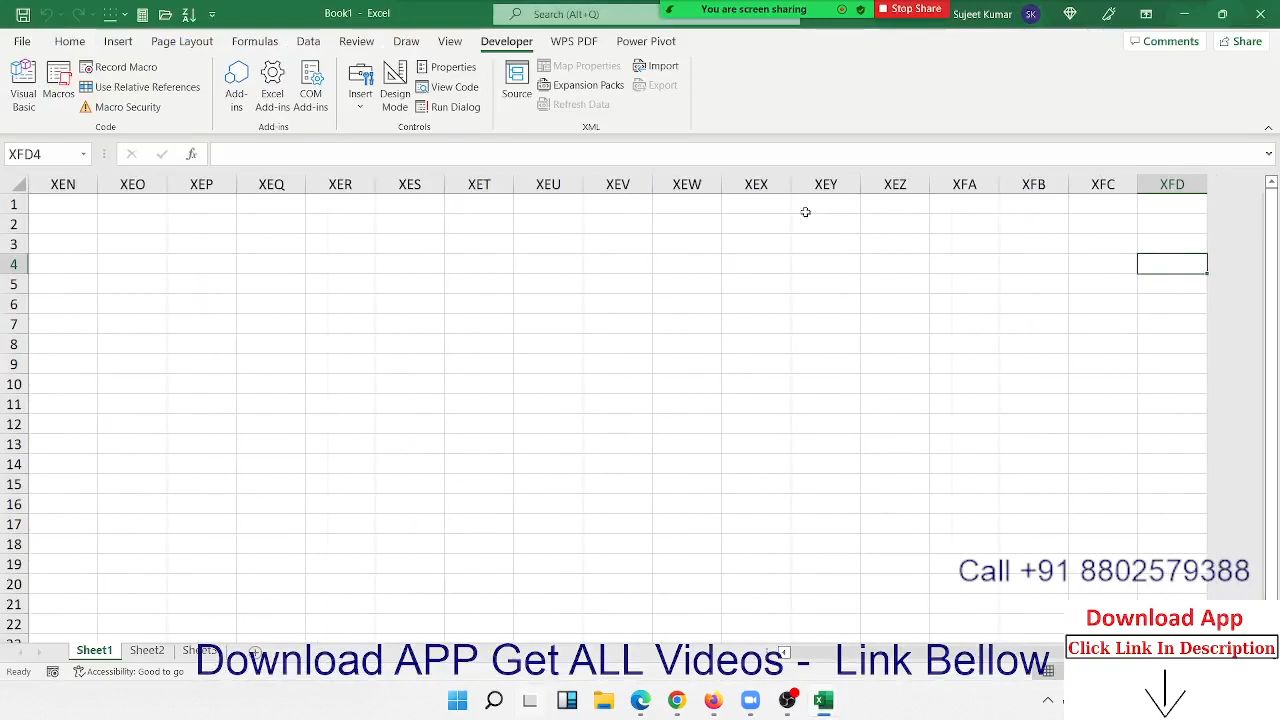 Book1 - Excel
Search (Alt+Q)
You are screen sharing
Stop Share
Sujeet Kumar
SK
File
Home
Insert
Page Layout
Formulas
Data
Review
Draw
View
Developer
WPS PDF
Power Pivot
Comments
Share
Visual Basic
Macros
Record Macro
Use Relative References
Macro Security
Code
Add-ins
Excel Add-ins
COM Add-ins
Add-ins
Insert
Design Mode
Properties
View Code
Run Dialog
Controls
Source
Map Properties
Expansion Packs
Refresh Data
Import
Export
XML
XFD4
fx
XEN XEO XEP XEQ XER XES XET XEU XEV XEW XEX XEY XEZ XFA XFB XFC XFD
1
2
3
4
5
6
7
8
9
10
11
12
13
14
15
16
17
18
19
20
21
22
Call +91 8802579388
Download App
Click Link In Description
Sheet1
Sheet2
Download APP Get ALL Videos - Link Bellow
Ready
Accessibility: Good to go